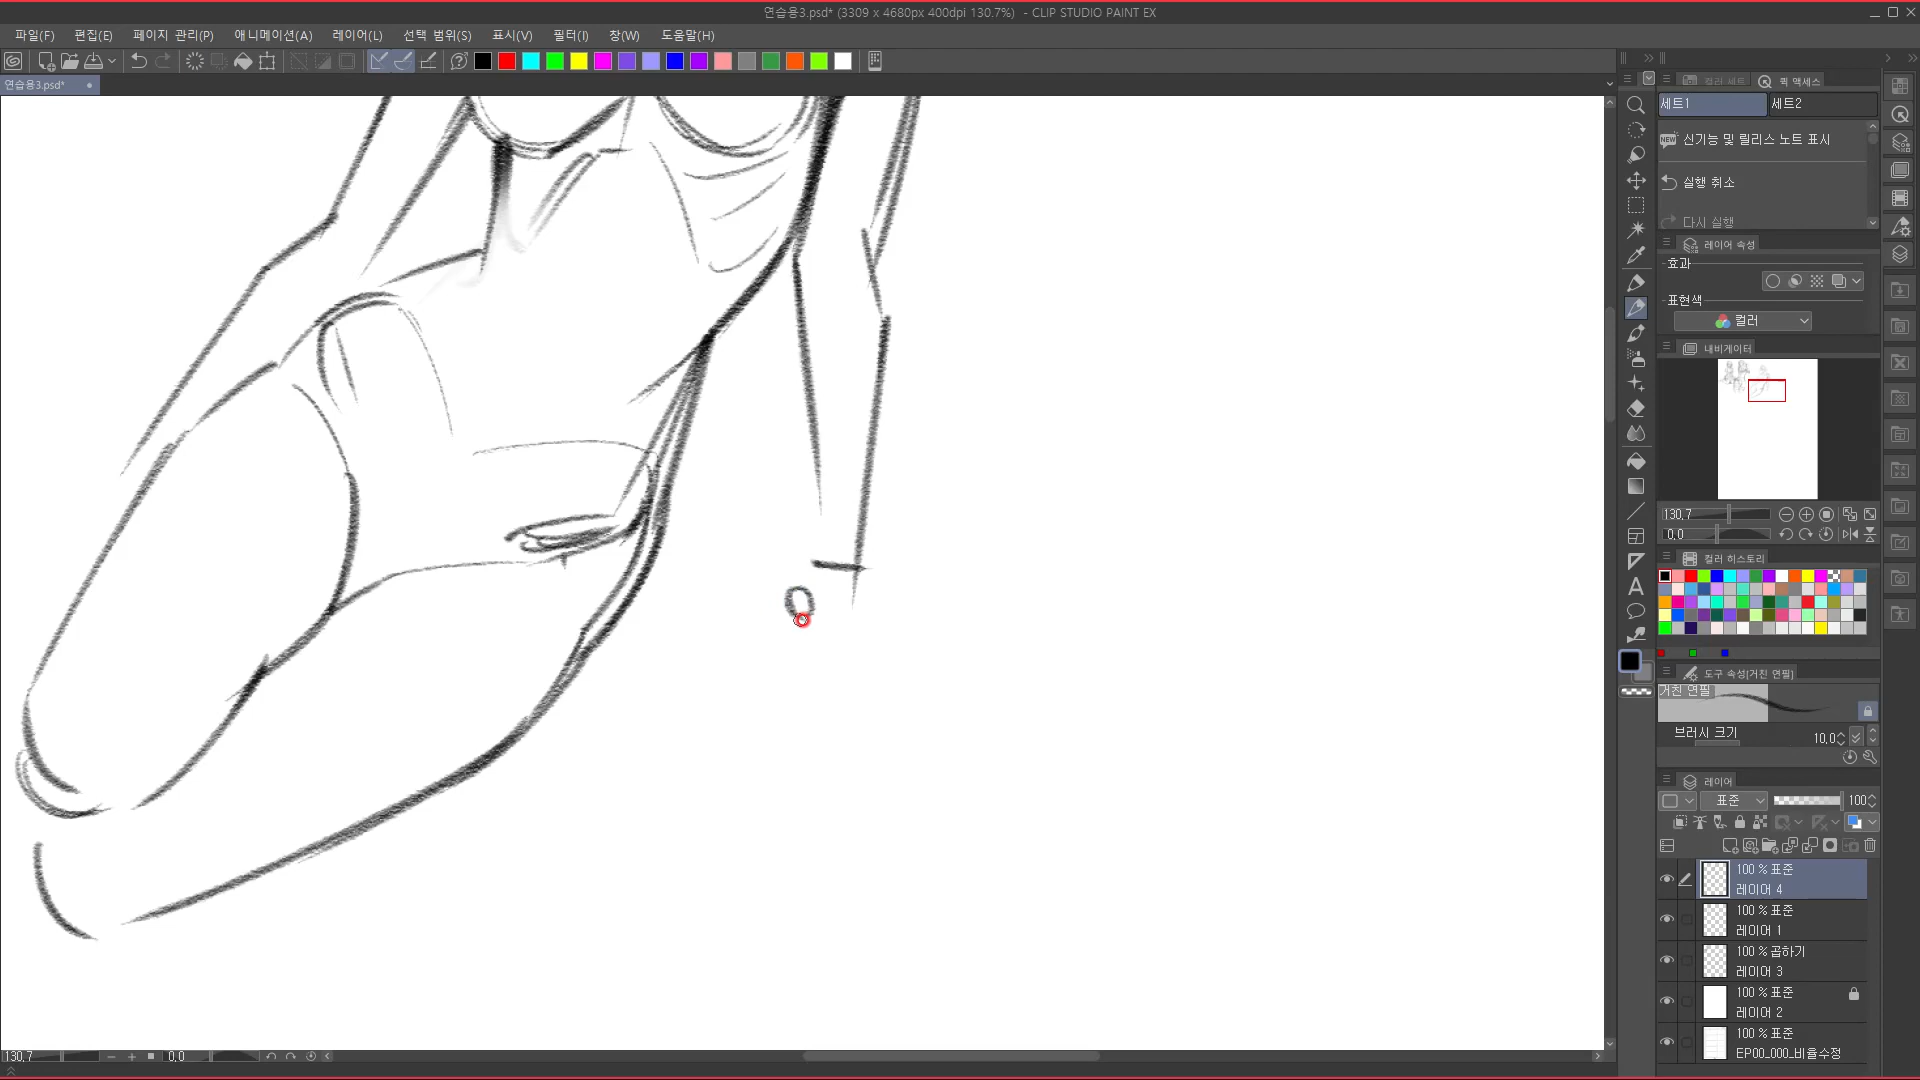 연습용3.psd* (3309 x 4680px 400dpi 130.7%) - CLIP STUDIO PAINT EX
파일(F) 편집(E) 페이지 관리(P) 애니메이션(A) 레이어(L) 선택 범위(S) 표시(V) 필터(I) 창(W) 도움말(H)
연습용3.psd*
컬러 세트 퀵 액세스
세트1 세트2
신기능 및 릴리스 노트 표시
실행 취소
다시 실행
레이어 속성
효과
표현색
컬러
내비게이터
130.7
0.0
컬러 히스토리
도구 속성[거친 연필]
거친 연필
브러시 크기 10.0
레이어
표준 100
100 % 표준
레이어 4
100 % 표준
레이어 1
100 % 곱하기
레이어 3
100 % 표준
레이어 2
100 % 표준
EP00_000_비율수정
130.7 0.0